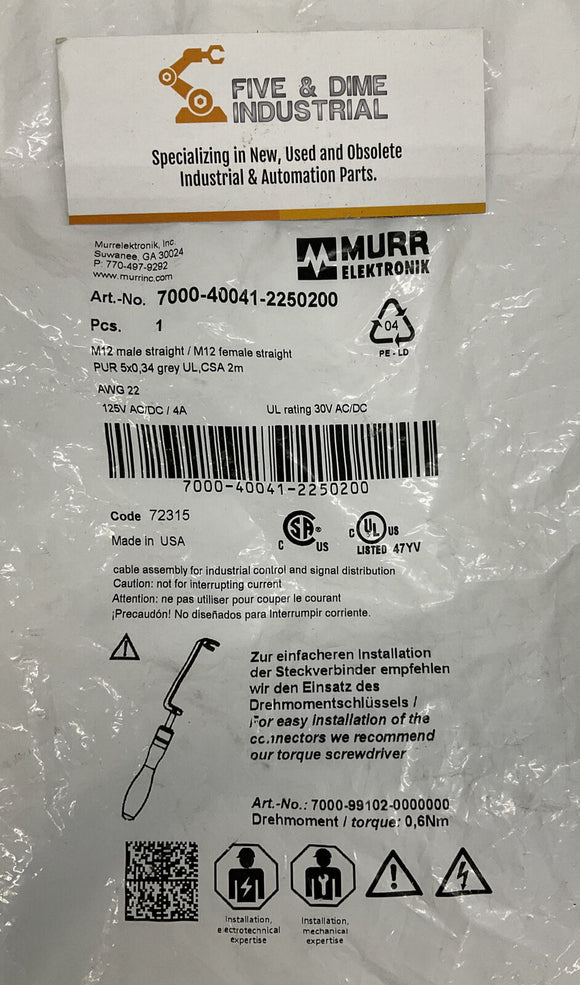 FIVE & DIME
INDUSTRIAL
Specializing in New, Used and Obsolete
Industrial & Automation Parts.
Murrelektronik, Inc.
Suwanee, GA 30024
P: 770-497-9292
www.murrinc.com
MURR
ELEKTRONIK
Art.-No. 7000-40041-2250200
Pcs. 1
04
PE-LD
M12 male straight / M12 female straight
PUR 5x0,34 grey UL,CSA 2m
AWG 22
125V AC/DC / 4A UL rating 30V AC/DC
7000-40041-2250200
Code 72315
Made in USA
C SA® US
C UL US
LISTED 47YV
cable assembly for industrial control and signal distribution
Caution: not for interrupting current
Attention: ne pas utiliser pour couper le courant
¡Precaudón! No diseñados para Interrumpir corriente.
Zur einfacheren Installation
der Steckverbinder empfehlen
wir den Einsatz des
Drehmomentschlüssels /
For easy installation of the
connectors we recommend
our torque screwdriver
Art.-No.: 7000-99102-0000000
Drehmoment / torque: 0,6Nm
Installation,
electrotechnical
expertise
Installation,
mechanical
expertise